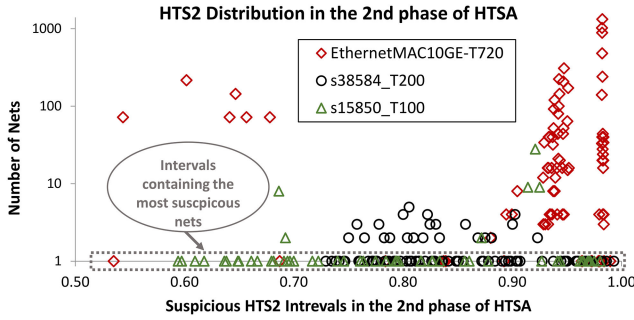 HTS2 Distribution in the 2nd phase of HTSA
1000
100
10
1
Number of Nets
EthernetMAC10GE-T720
s38584_T200
s15850_T100
Intervals
containing the
most suspicous
nets
0.50
0.60
0.70
0.80
0.90
1.00
Suspicious HTS2 Intrevals in the 2nd phase of HTSA